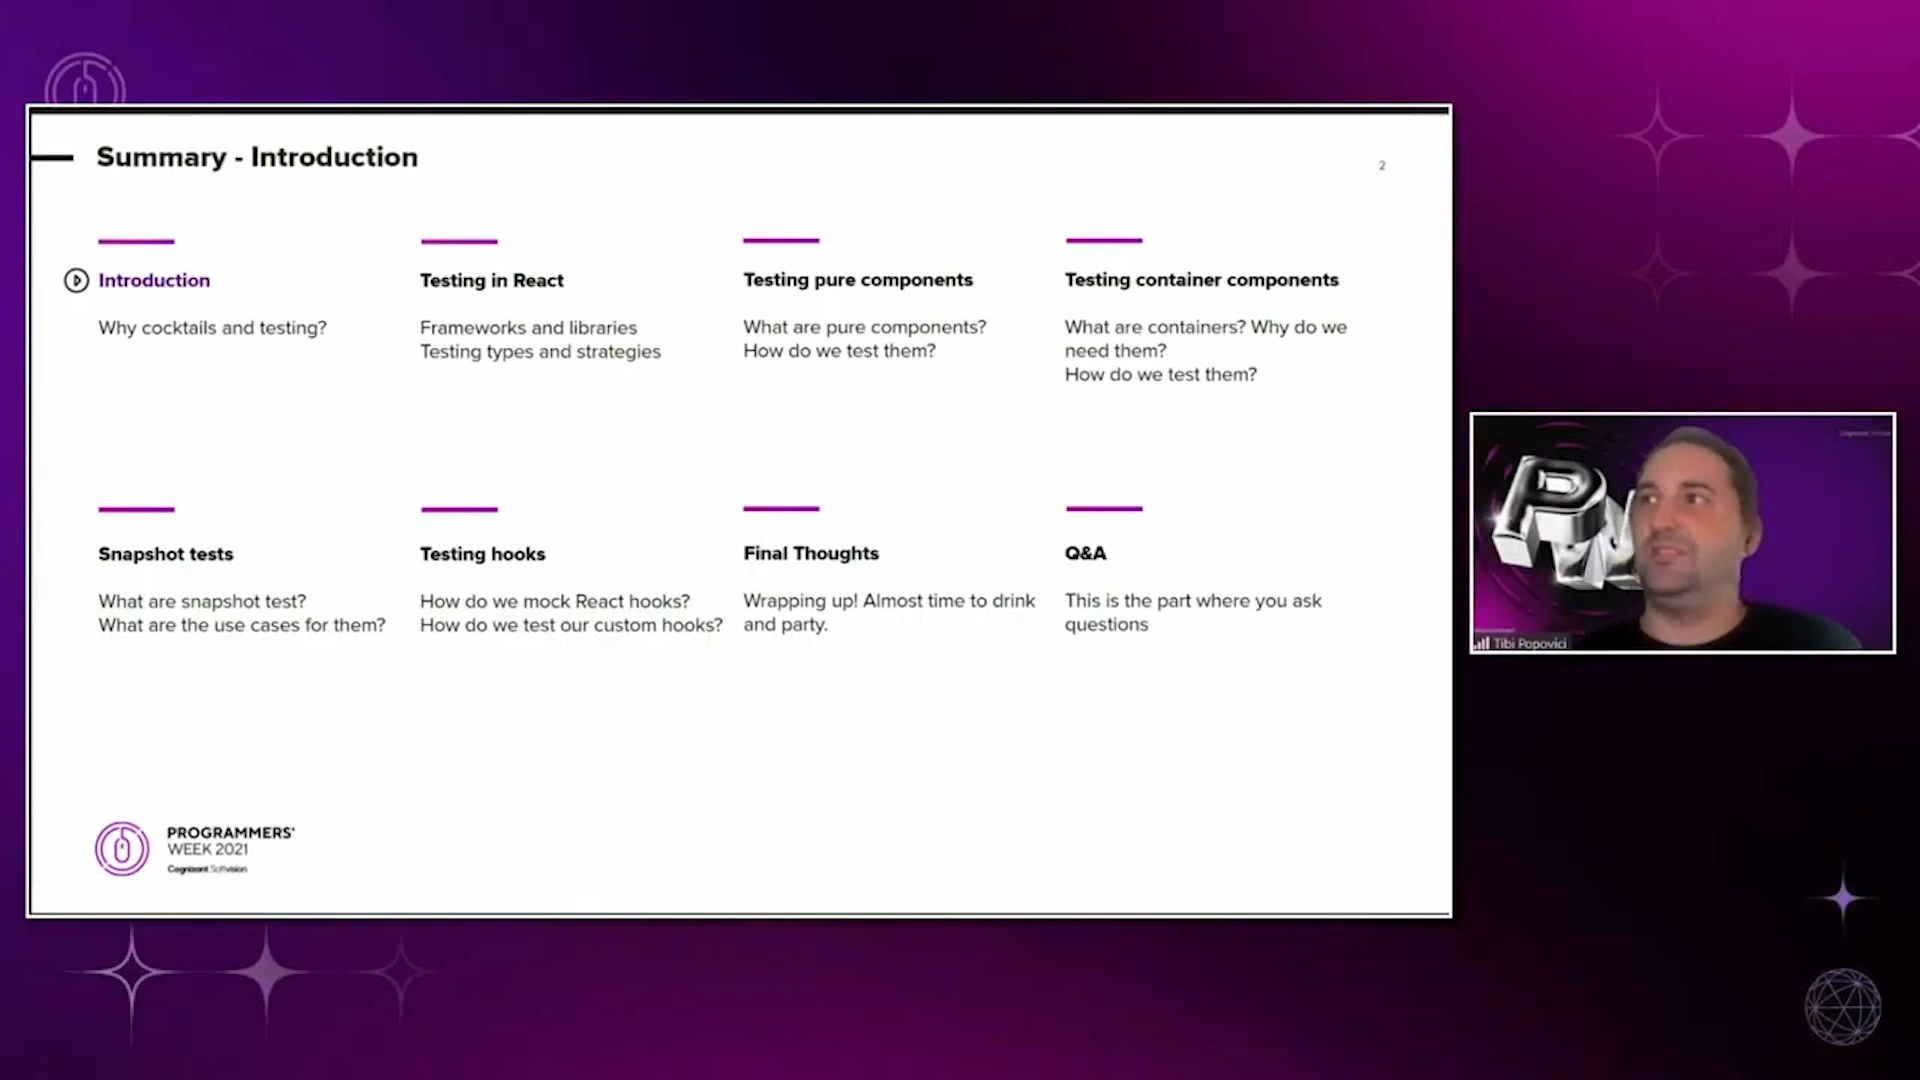 Summary - Introduction
2
Introduction
Why cocktails and testing?
Testing in React
Frameworks and libraries
Testing types and strategies
Testing pure components
What are pure components?
How do we test them?
Testing container components
What are containers? Why do we
need them?
How do we test them?
Snapshot tests
What are snapshot test?
What are the use cases for them?
Testing hooks
How do we mock React hooks?
How do we test our custom hooks?
Final Thoughts
Wrapping up! Almost time to drink
and party.
Q&A
This is the part where you ask
questions
PROGRAMMERS'
WEEK 2021
Cognizant Softvision
PW
Tibi Popovici